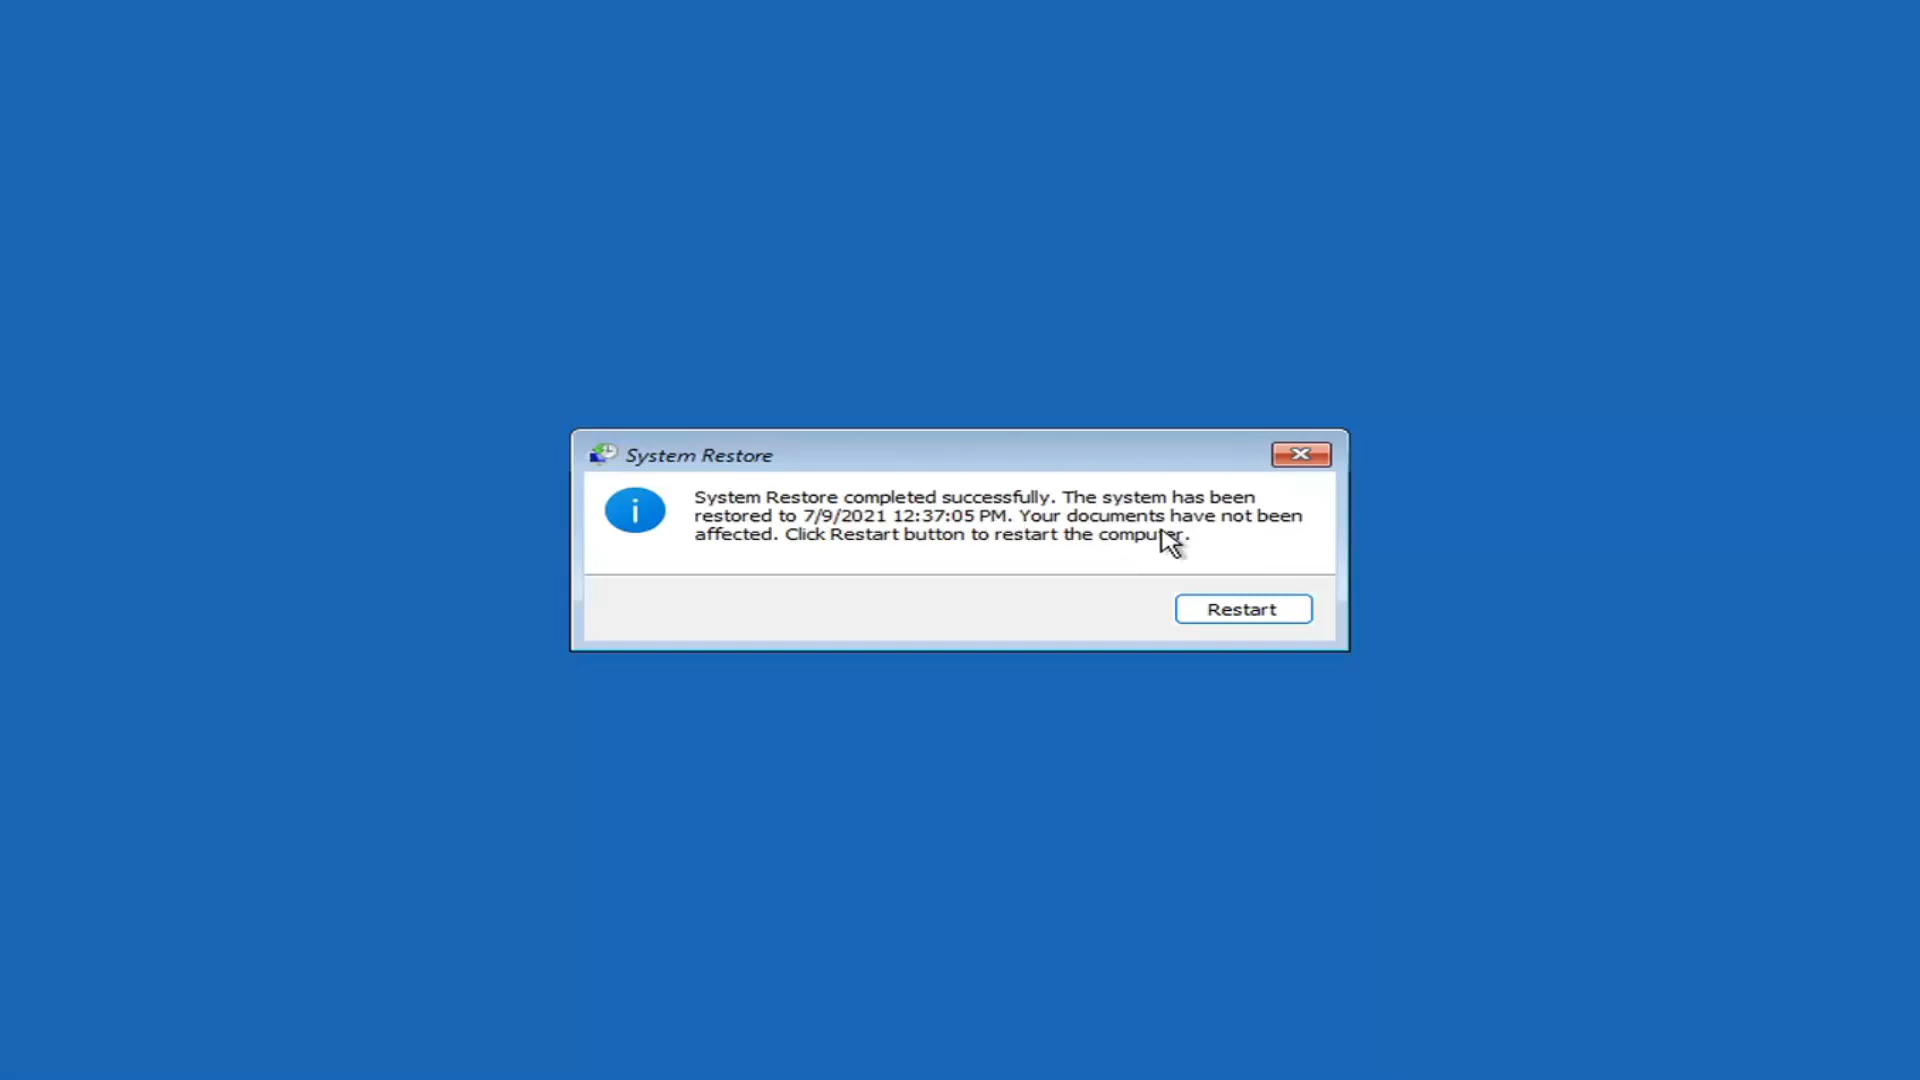 System Restore
System Restore completed successfully. The system has been
restored to 7/9/2021 12:37:05 PM. Your documents have not been
affected. Click Restart button to restart the computer.
Restart